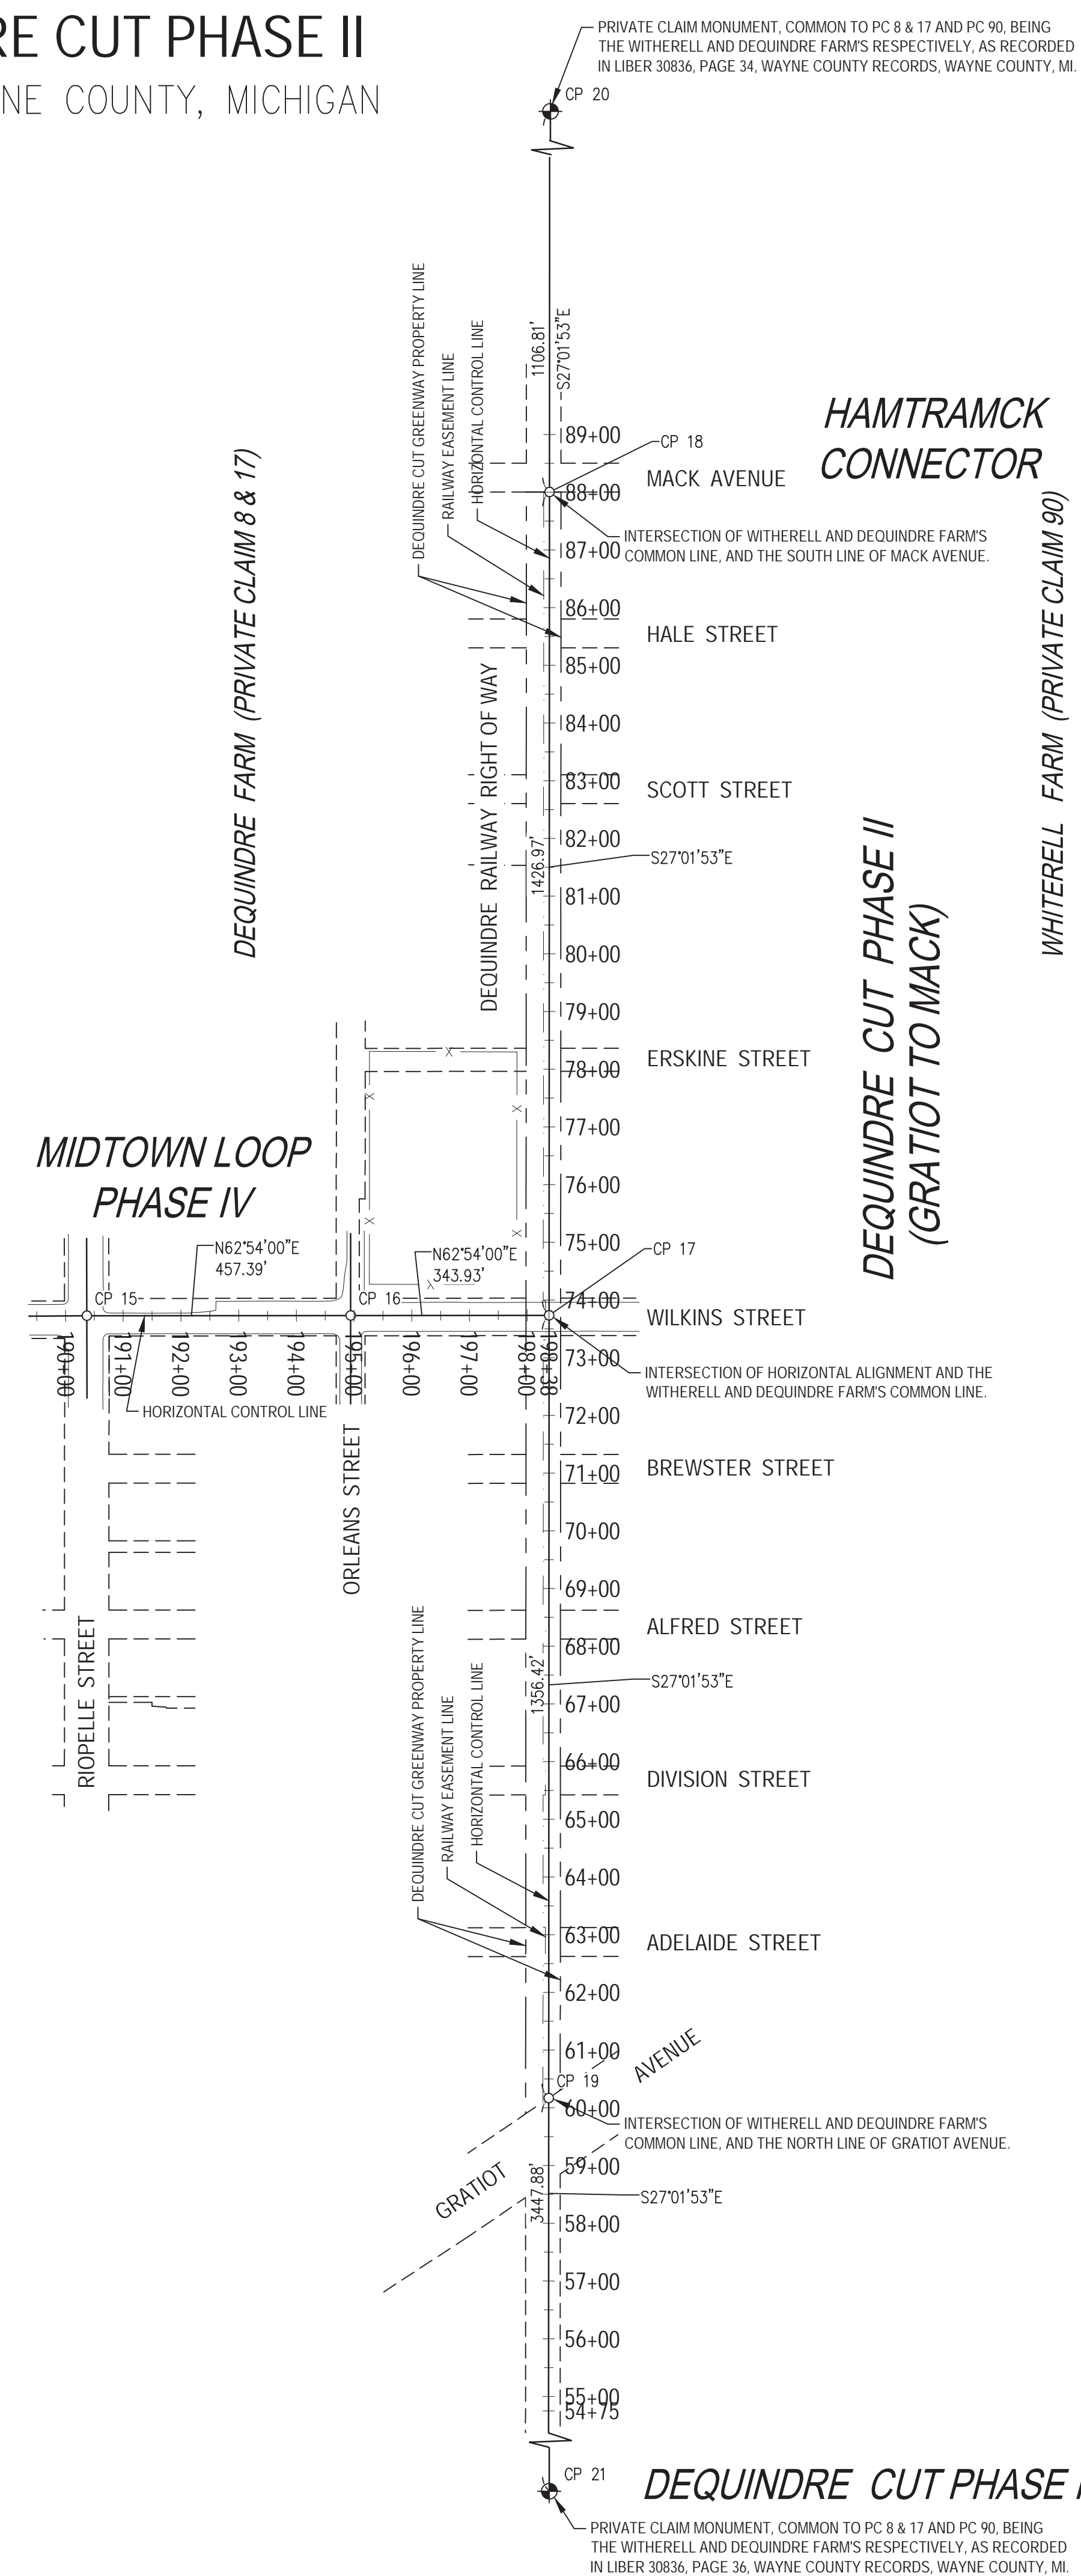 RE CUT PHASE II
NE COUNTY, MICHIGAN
PRIVATE CLAIM MONUMENT, COMMON TO PC 8 & 17 AND PC 90, BEING
THE WITHERELL AND DEQUINDRE FARM'S RESPECTIVELY, AS RECORDED
IN LIBER 30836, PAGE 34, WAYNE COUNTY RECORDS, WAYNE COUNTY, MI.
CP 20
DEQUINDRE CUT GREENWAY PROPERTY LINE
RAILWAY EASEMENT LINE
HORIZONTAL CONTROL LINE
1106.81'
S27°01'53"E
HAMTRAMCK
CONNECTOR
89+00
CP 18
MACK AVENUE
88+00
INTERSECTION OF WITHERELL AND DEQUINDRE FARM'S
COMMON LINE, AND THE SOUTH LINE OF MACK AVENUE.
87+00
86+00
HALE STREET
85+00
84+00
83+00
SCOTT STREET
82+00
1426.97'
S27°01'53"E
81+00
80+00
79+00
DEQUINDRE FARM (PRIVATE CLAIM 8 & 17)
DEQUINDRE RAILWAY RIGHT OF WAY
WHITERELL FARM (PRIVATE CLAIM 90)
DEQUINDRE CUT PHASE II
(GRATIOT TO MACK)
ERSKINE STREET
78+00
77+00
76+00
75+00
X
X
X
X
X
X
MIDTOWN LOOP
PHASE IV
N62°54'00"E
457.39'
N62°54'00"E
343.93'
CP 17
CP 15
CP 16
74+00
WILKINS STREET
190+00
191+00
192+00
193+00
194+00
195+00
196+00
197+00
198+00
198+38
73+00
INTERSECTION OF HORIZONTAL ALIGNMENT AND THE
WITHERELL AND DEQUINDRE FARM'S COMMON LINE.
HORIZONTAL CONTROL LINE
72+00
BREWSTER STREET
71+00
70+00
69+00
ORLEANS STREET
RIOPELLE STREET
ALFRED STREET
68+00
1356.42'
S27°01'53"E
67+00
66+00
DIVISION STREET
65+00
64+00
DEQUINDRE CUT GREENWAY PROPERTY LINE
RAILWAY EASEMENT LINE
HORIZONTAL CONTROL LINE
63+00
ADELAIDE STREET
62+00
61+00
CP 19
60+00
GRATIOT AVENUE
INTERSECTION OF WITHERELL AND DEQUINDRE FARM'S
COMMON LINE, AND THE NORTH LINE OF GRATIOT AVENUE.
59+00
3447.88'
S27°01'53"E
58+00
57+00
56+00
55+00
54+75
CP 21
DEQUINDRE CUT PHASE I
PRIVATE CLAIM MONUMENT, COMMON TO PC 8 & 17 AND PC 90, BEING
THE WITHERELL AND DEQUINDRE FARM'S RESPECTIVELY, AS RECORDED
IN LIBER 30836, PAGE 36, WAYNE COUNTY RECORDS, WAYNE COUNTY, MI.